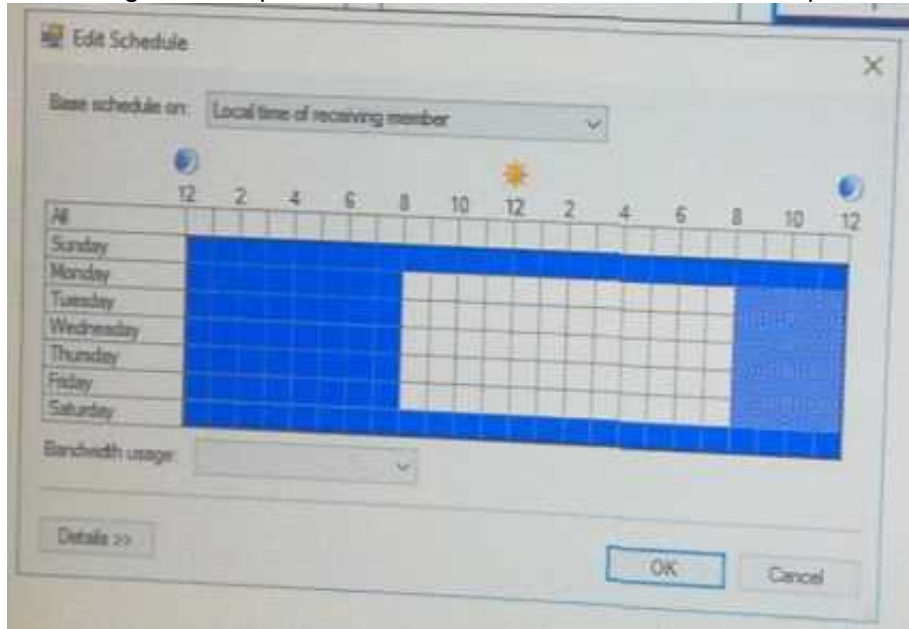 Edit Schedule
Base schedule on: Local time of receiving member
12 2 4 6 8 10 12 2 4 6 8 10 12
All
Sunday
Monday
Tuesday
Wednesday
Thursday
Friday
Saturday
Bandwidth usage:
Details >>
OK Cancel